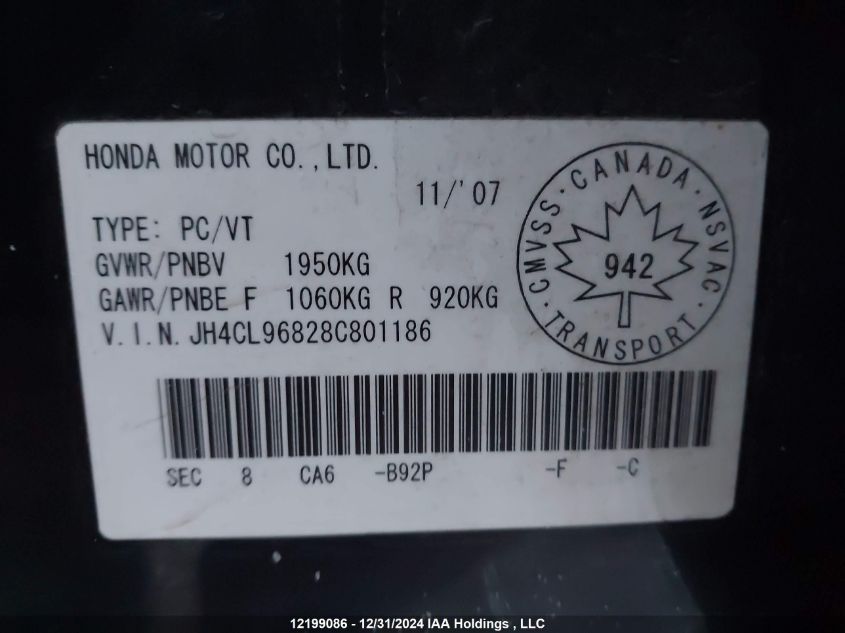 HONDA MOTOR CO.,LTD.
11/'07
TYPE: PC/VT
GVWR/PNBV 1950KG
GAWR/PNBE F 1060KG R 920KG
V.I.N. JH4CL96828C801186
CMVSS · CANADA · NSVAC · TRANSPORT ·
942
SEC 8 CA6 -B92P -F -C
12199086 - 12/31/2024 IAA Holdings , LLC